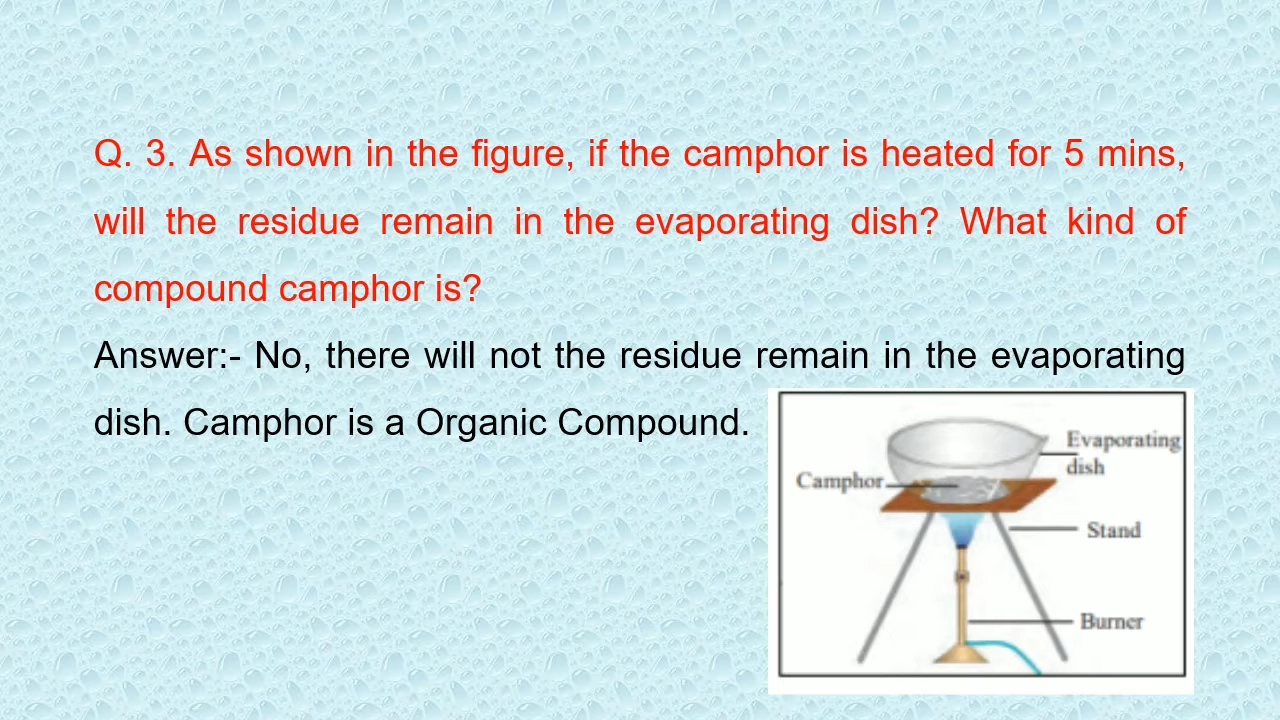 Q. 3. As shown in the figure, if the camphor is heated for 5 mins,
will the residue remain in the evaporating dish? What kind of
compound camphor is?
Answer:- No, there will not the residue remain in the evaporating
dish. Camphor is a Organic Compound.
Evaporating
dish
Camphor
Stand
Burner